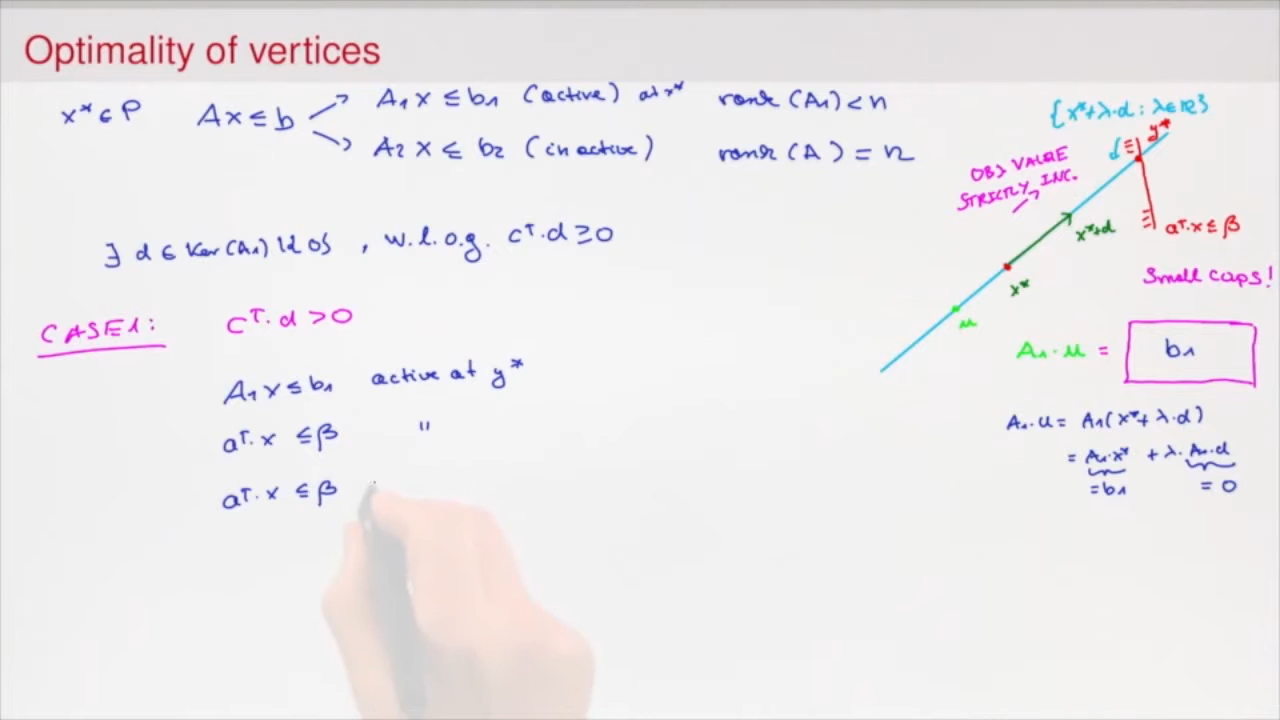 Optimality of vertices
x* ∈ P Ax ≤ b A₁x ≤ b₁ (active) at x* rank (A₁) < n
A₂x ≤ b₂ (inactive) rank (A) = n
∃ d ∈ Ker(A₁) \ {0}, w.l.o.g. cᵀ·d ≥ 0
CASE 1: cᵀ·d > 0
A₁x ≤ b₁ active at y*
aᵀ·x ≤ β "
aᵀ·x ≤ β
{x*+λ·d : λ∈ℝ}
y*
OBJ VALUE
STRICTLY INC.
x*+d
aᵀ·x ≤ β
x*
Small caps!
u
A₁·u = b₁
A₁·u = A₁(x*+λ·d)
= A₁·x* + λ·A₁·d
=b₁ =0